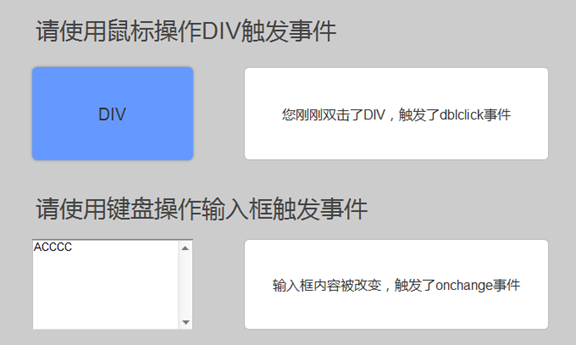 请使用鼠标操作DIV触发事件
DIV
您刚刚双击了DIV，触发了dblclick事件
请使用键盘操作输入框触发事件
ACCCC
输入框内容被改变，触发了onchange事件